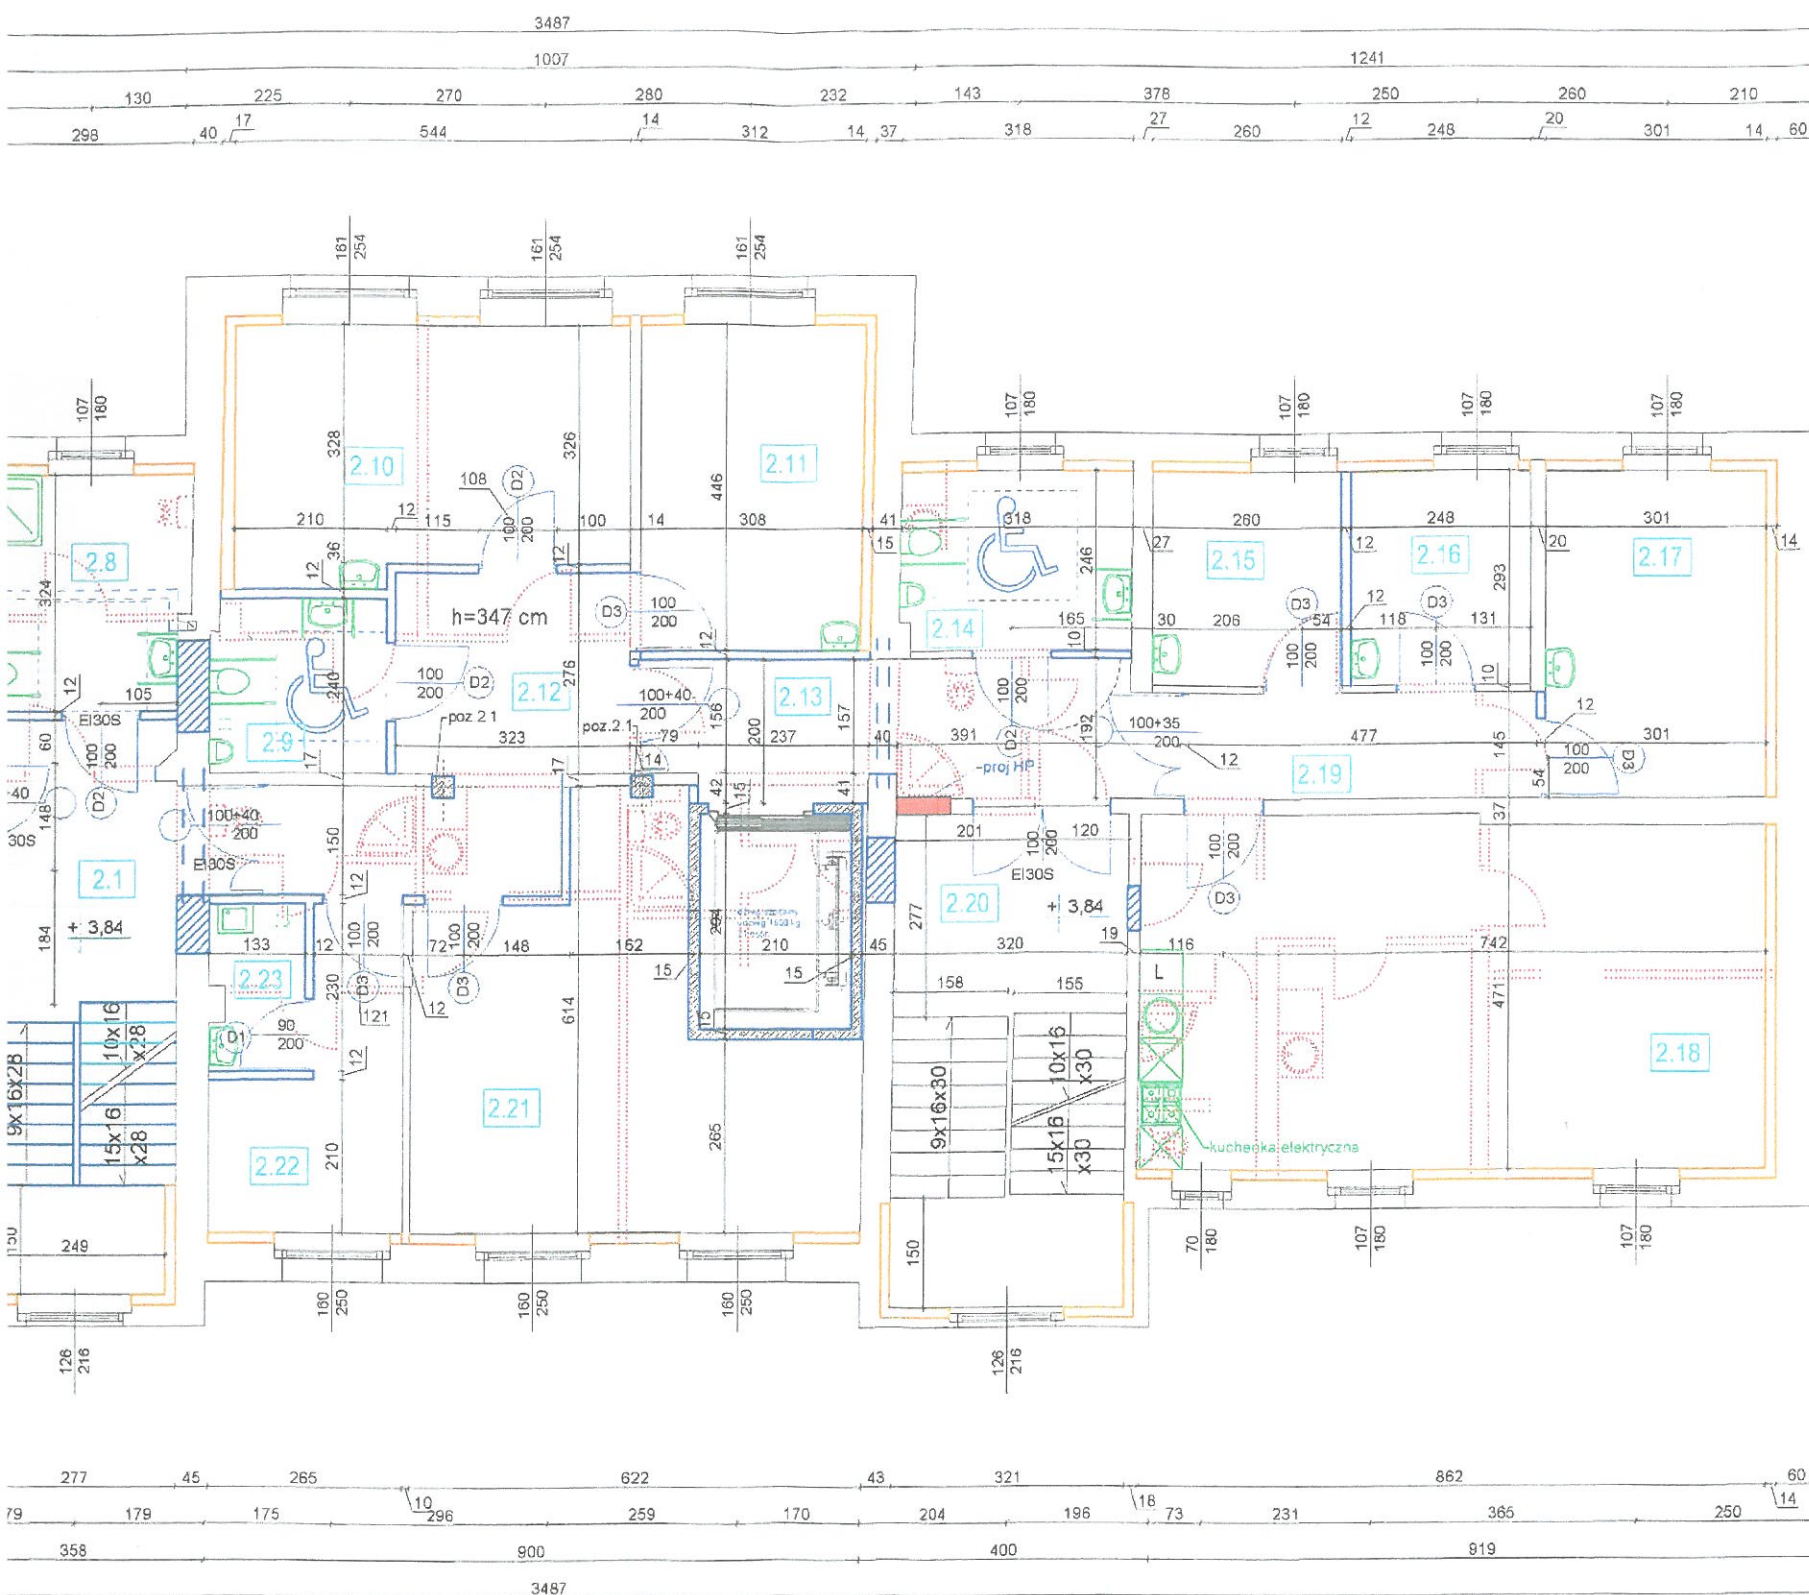 3487
1007 1241
130 225 270 280 232 143 378 250 260 210
298 40 17 544 14 312 14 37 318 27 260 12 248 20 301 14 60
161 254
161 254
161 254
107 180
107 180
107 180
107 180
107 180
328 2.10 326 2.11 446
108 D2
210 12 115 100 200 100 14 308 41 15 318 27 260 12 248 20 301 14
2.8 324 36 12 12 246 2.15 2.16 293 2.17
h=347 cm D3 100 200 12 2.14 165 10 30 206 D3 54 12 118 D3 131
100 200 100 200 10
12 105 240 100 200 D2 2.12 276 100+40 200 2.13
EI30S 2.9 poz.2.1 poz.2.1 156 200 157 100 200 192 100+35 200 12
60 100 200 17 323 17 79 14 237 40 391 D2 477 145 12 301
-proj HP 2.19 100 200 D3 54
40 148 D2 100+40 200 42 15 41 37
30S EI30S 150 12 201 100 200 120 100 200
2.1 EI30S D3
+ 3,84 2.20 + 3,84
184 133 12 100 200 72 100 200 148 162 294 210 45 277 320 19 116 742
2.23 230 D3 D3 15 15 158 155 L 471
121 12 614 15
D1 90 200 12
9x16x28 10x16 x28 15x16 x28 2.21 9x16x30 10x16 x30 15x16 x30 2.18
2.22 210 265 kuchenka elektryczna
150 249 150
126 216
160 250
160 250
160 250
126 216
70 180
107 180
107 180
277 45 265 10 622 43 321 18 862 60 14
79 179 175 296 259 170 204 196 73 231 365 250
358 900 400 919
3487